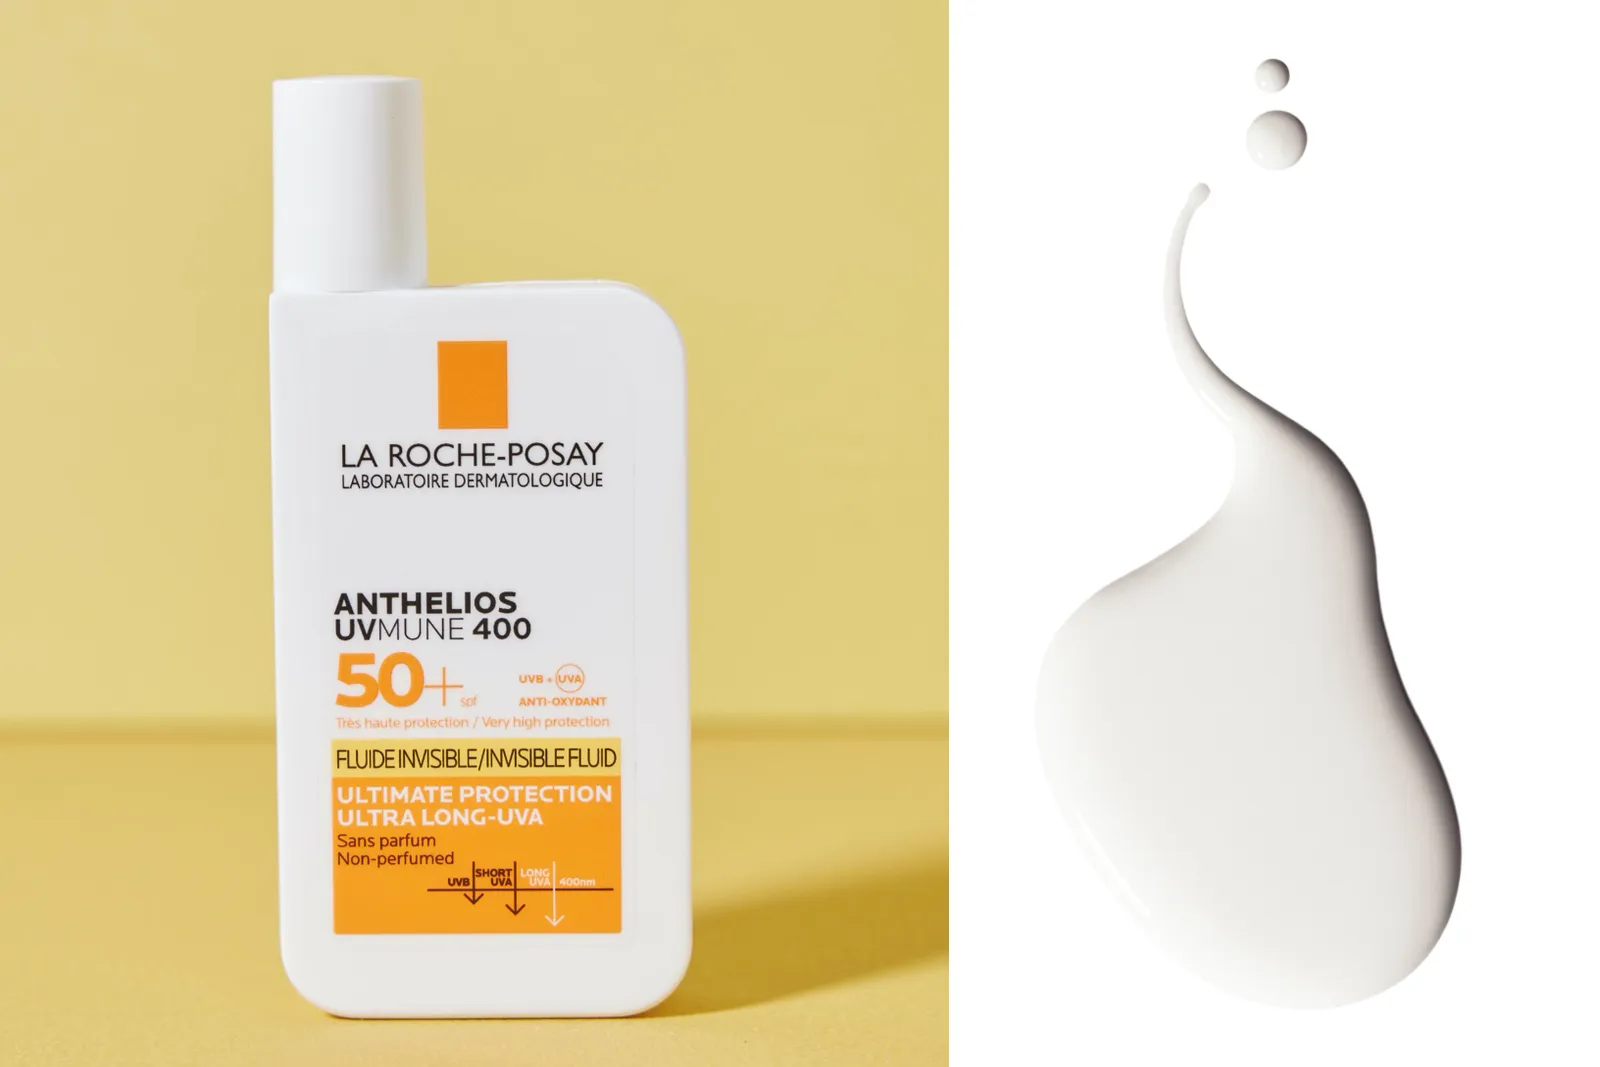 LA ROCHE-POSAY
LABORATOIRE DERMATOLOGIQUE
ANTHELIOS
UVMUNE 400
50+ spf
UVB + UVA
ANTI-OXYDANT
Très haute protection / Very high protection
FLUIDE INVISIBLE/INVISIBLE FLUID
ULTIMATE PROTECTION
ULTRA LONG-UVA
Sans parfum
Non-perfumed
UVB
SHORT
UVA
LONG
UVA
400nm